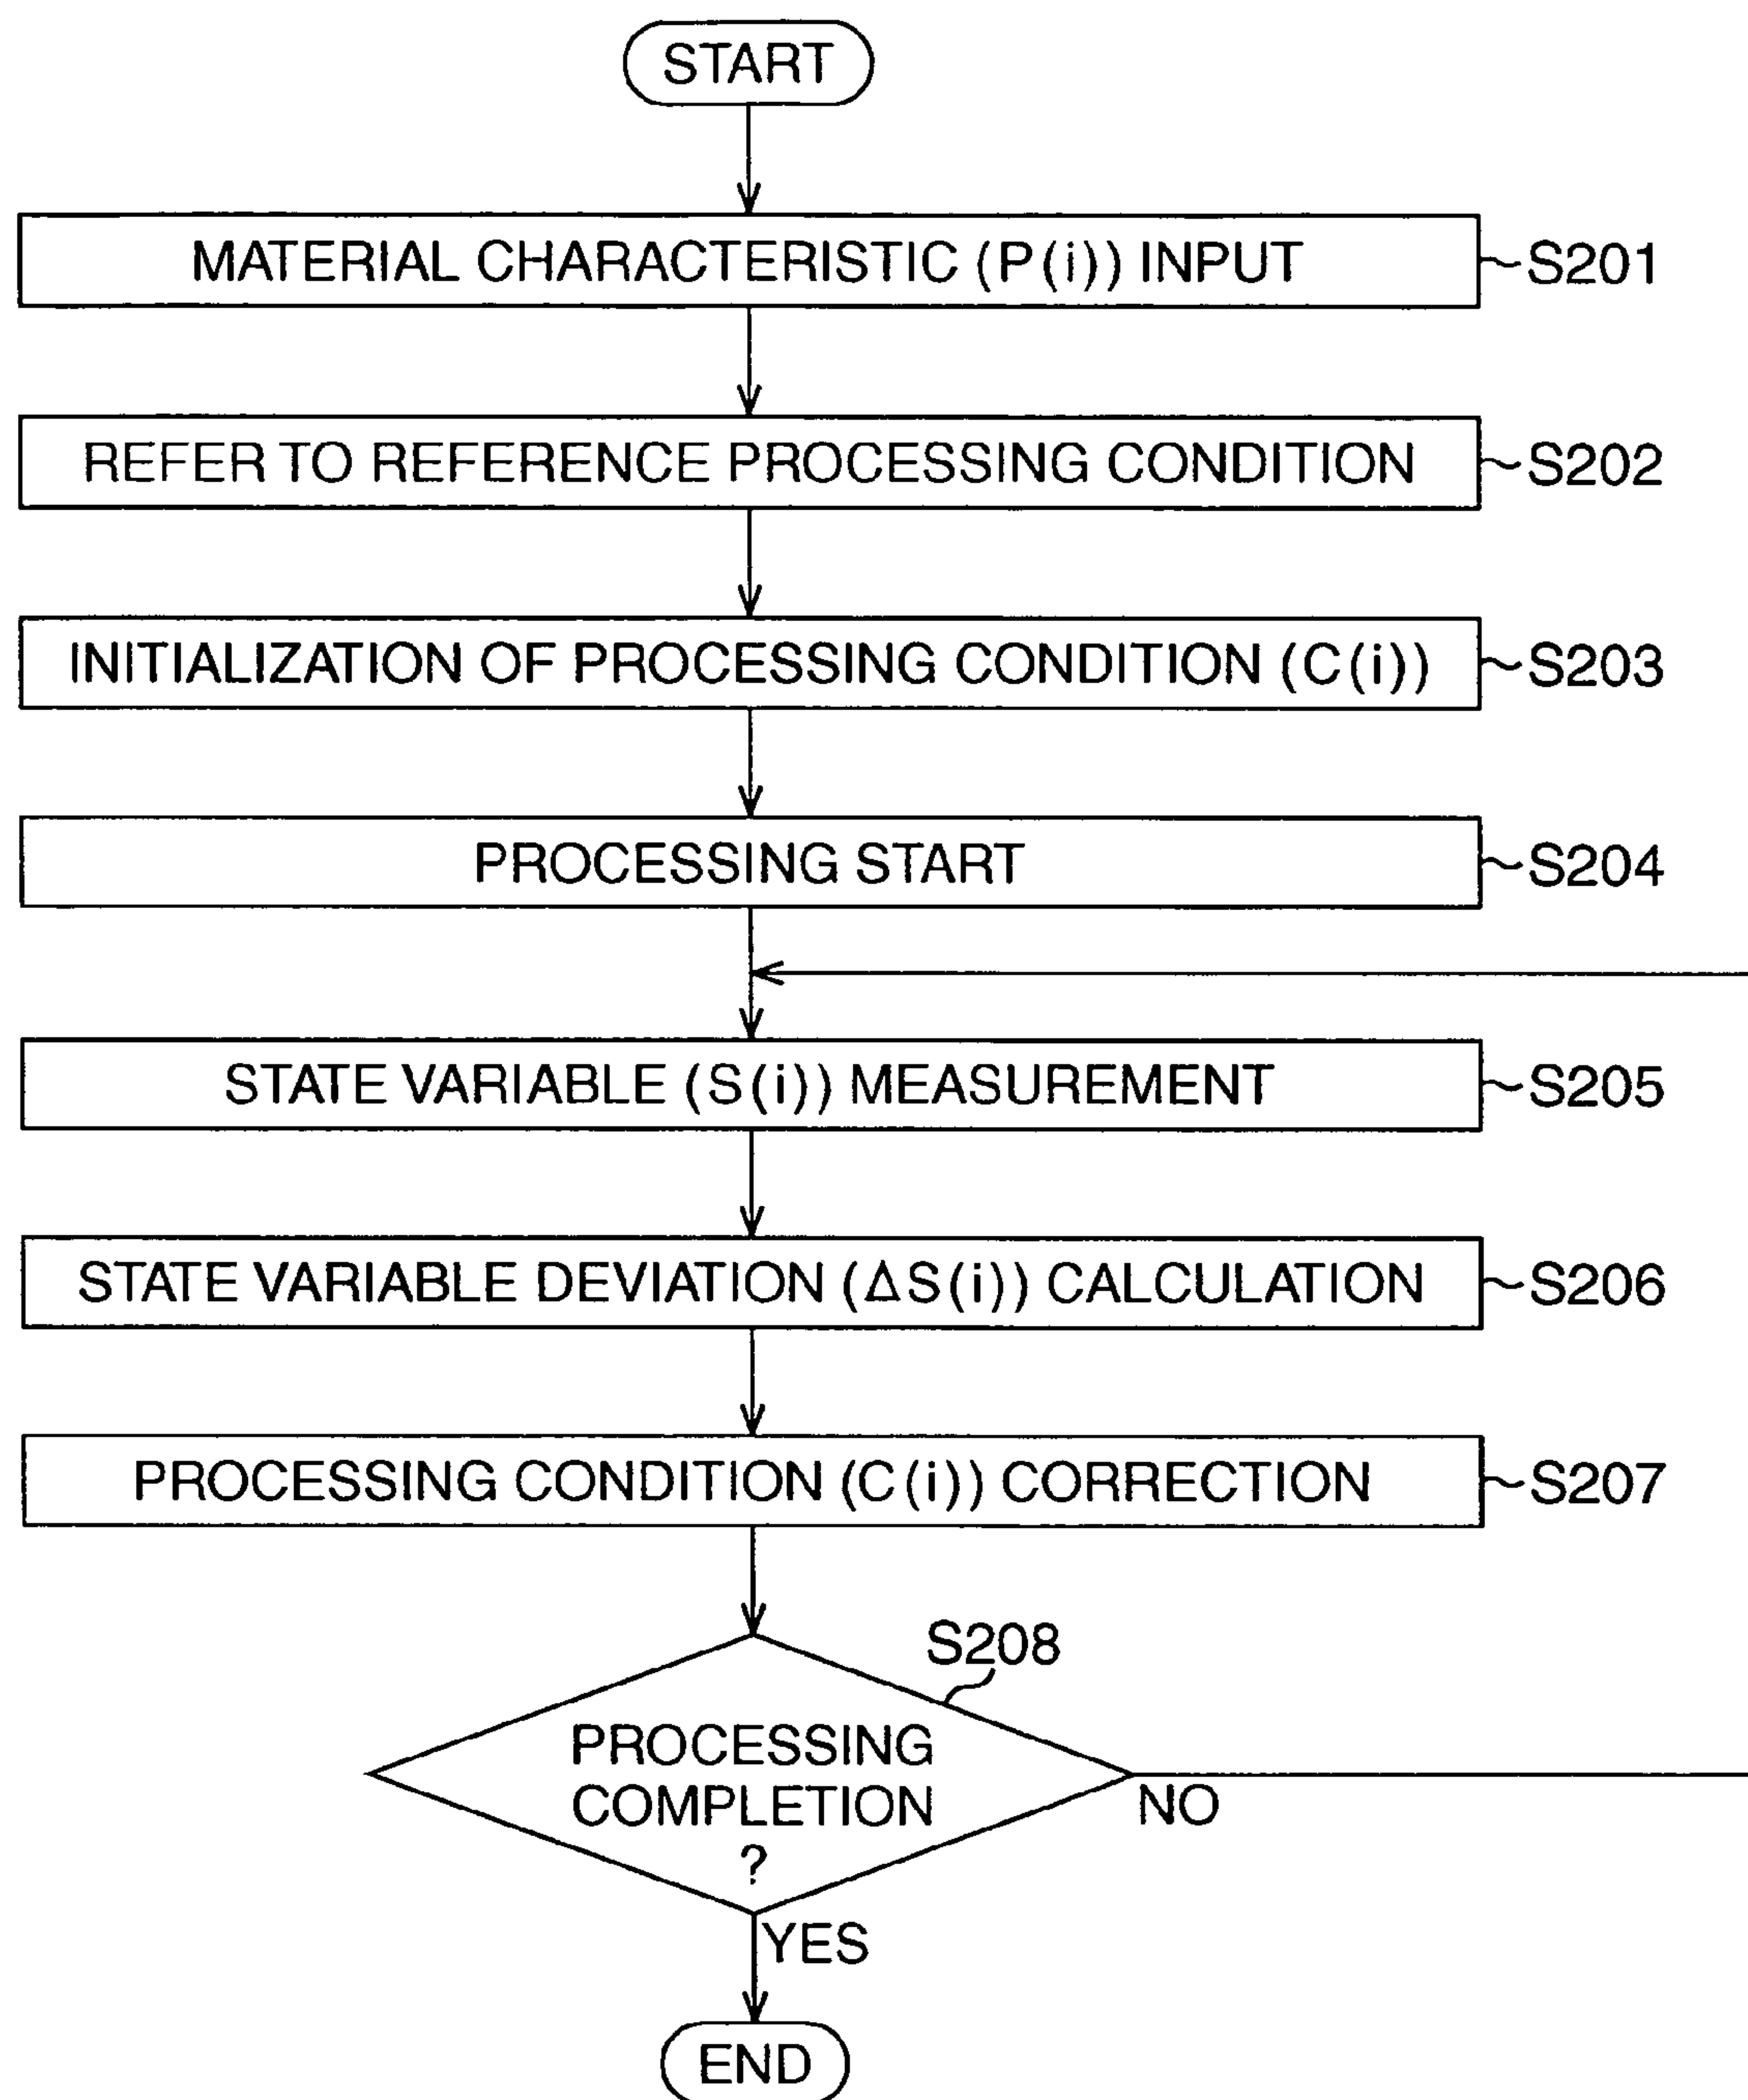 START
MATERIAL CHARACTERISTIC (P(i)) INPUT
S201
REFER TO REFERENCE PROCESSING CONDITION
S202
INITIALIZATION OF PROCESSING CONDITION (C(i))
S203
PROCESSING START
S204
STATE VARIABLE (S(i)) MEASUREMENT
S205
STATE VARIABLE DEVIATION (ΔS(i)) CALCULATION
S206
PROCESSING CONDITION (C(i)) CORRECTION
S207
S208
PROCESSING
COMPLETION
?
NO
YES
END